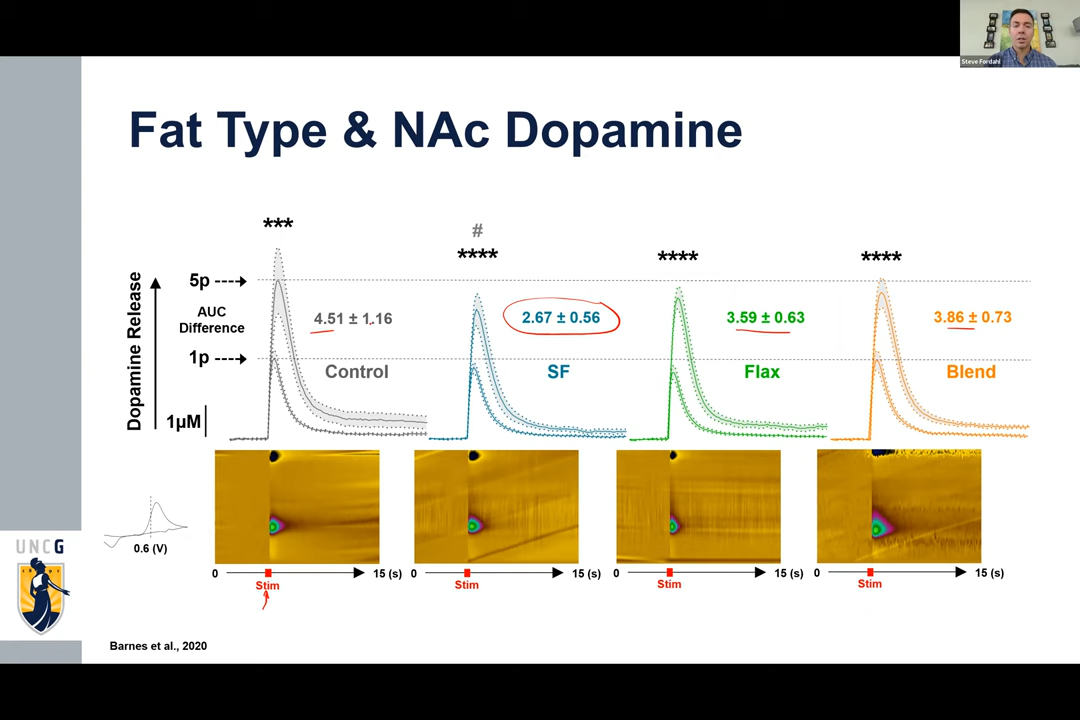 Steve Fordahl
Fat Type & NAc Dopamine
Dopamine Release
5p
AUC
Difference
1p
1µM
***
4.51 ± 1.16
Control
#
****
2.67 ± 0.56
SF
****
3.59 ± 0.63
Flax
****
3.86 ± 0.73
Blend
0.6 (V)
0 15 (s)
Stim
0 15 (s)
Stim
0 15 (s)
Stim
0 15 (s)
Stim
UNCG
Barnes et al., 2020